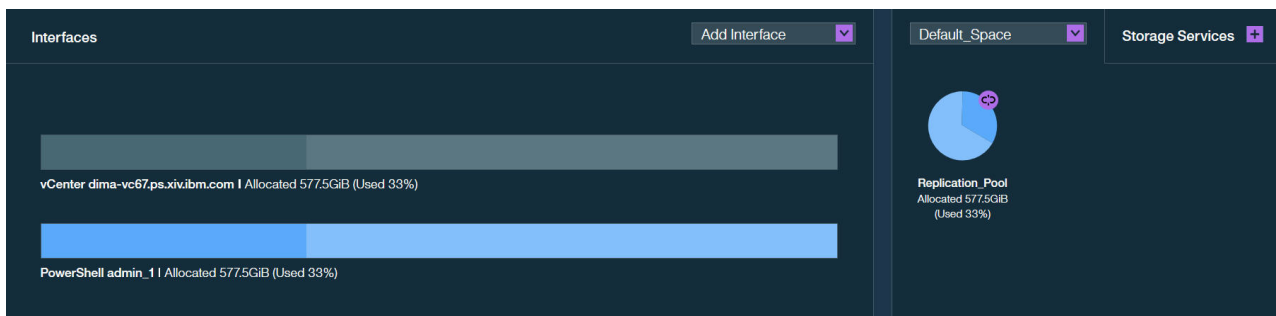 Interfaces
Add Interface
Default_Space
Storage Services
vCenter dima-vc67.ps.xiv.ibm.com I Allocated 577.5GiB (Used 33%)
PowerShell admin_1 I Allocated 577.5GiB (Used 33%)
Replication_Pool
Allocated 577.5GiB
(Used 33%)